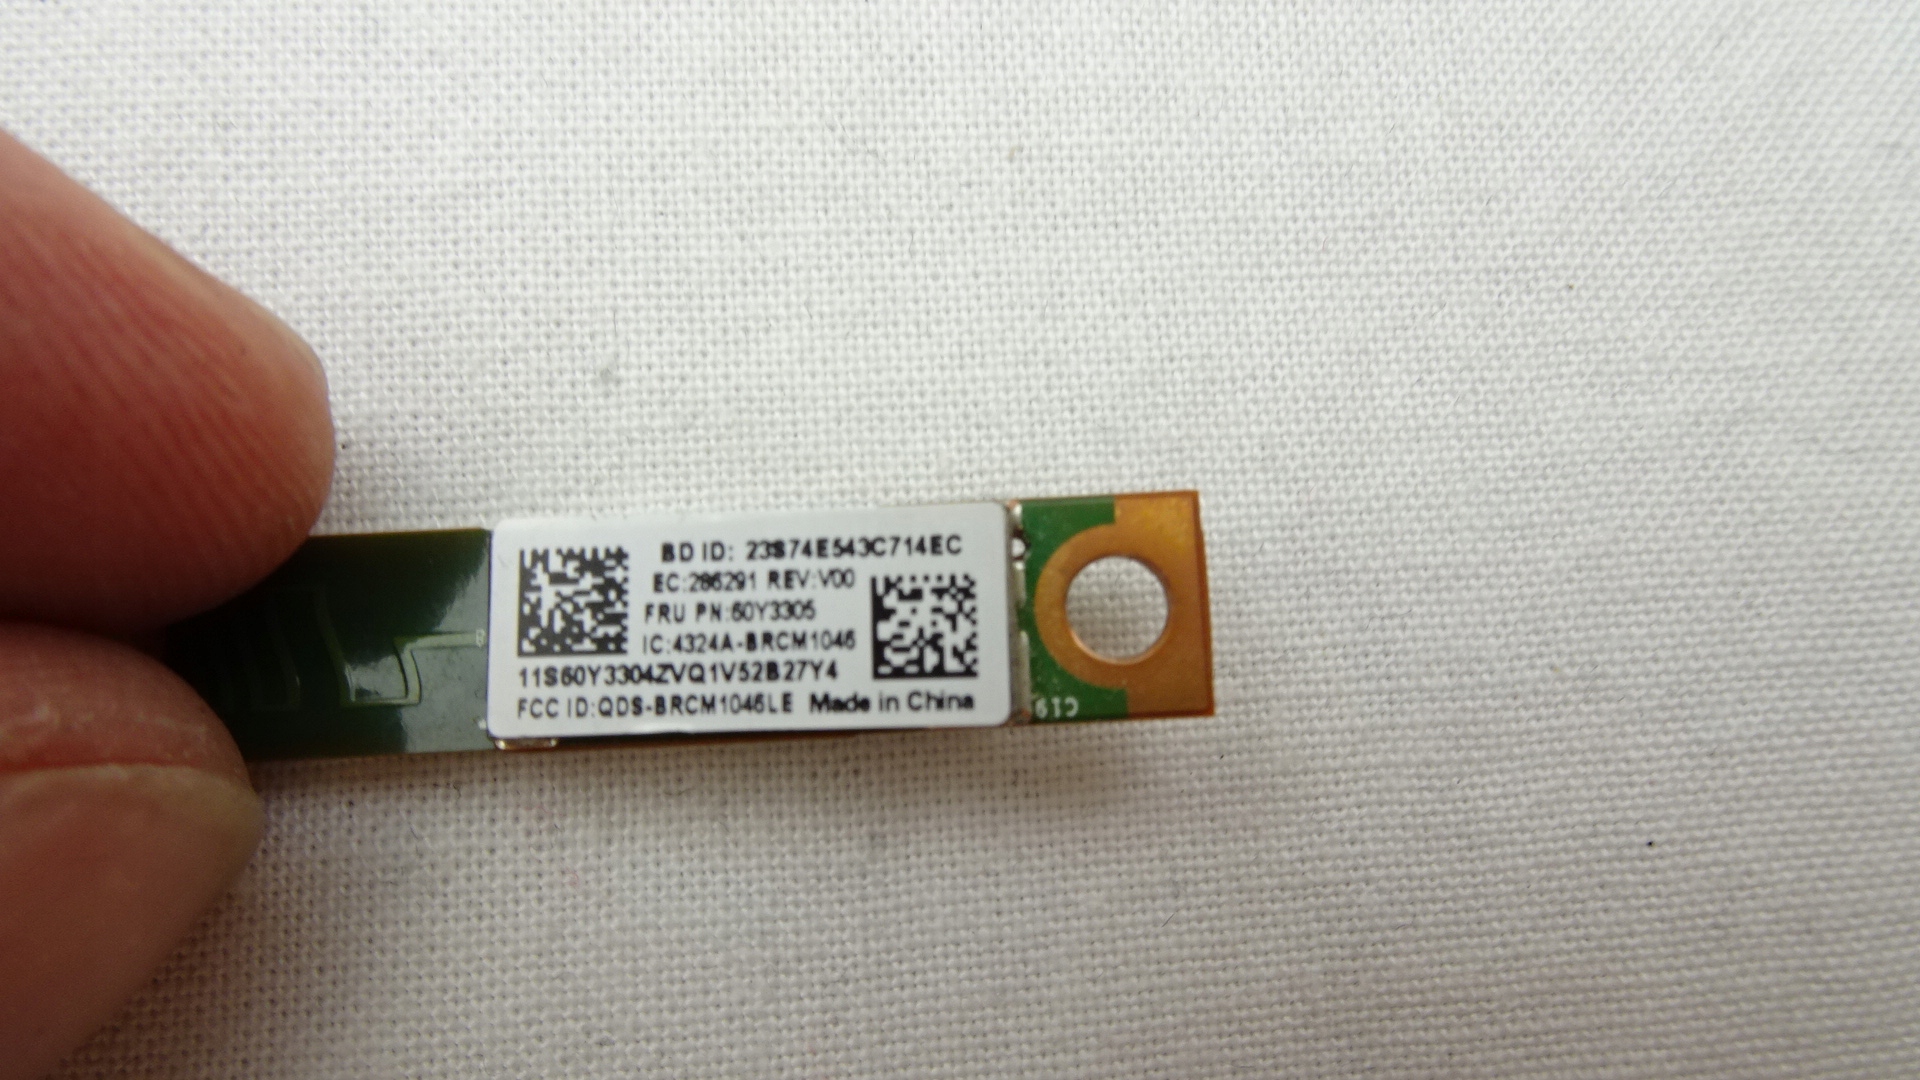 BD ID: 23S74E543C714EC
EC:286291 REV:V00
FRU PN:60Y3305
IC:4324A-BRCM1046
11S60Y3304ZVQ1V52B27Y4
FCC ID:QDS-BRCM1046LE Made in China
C19